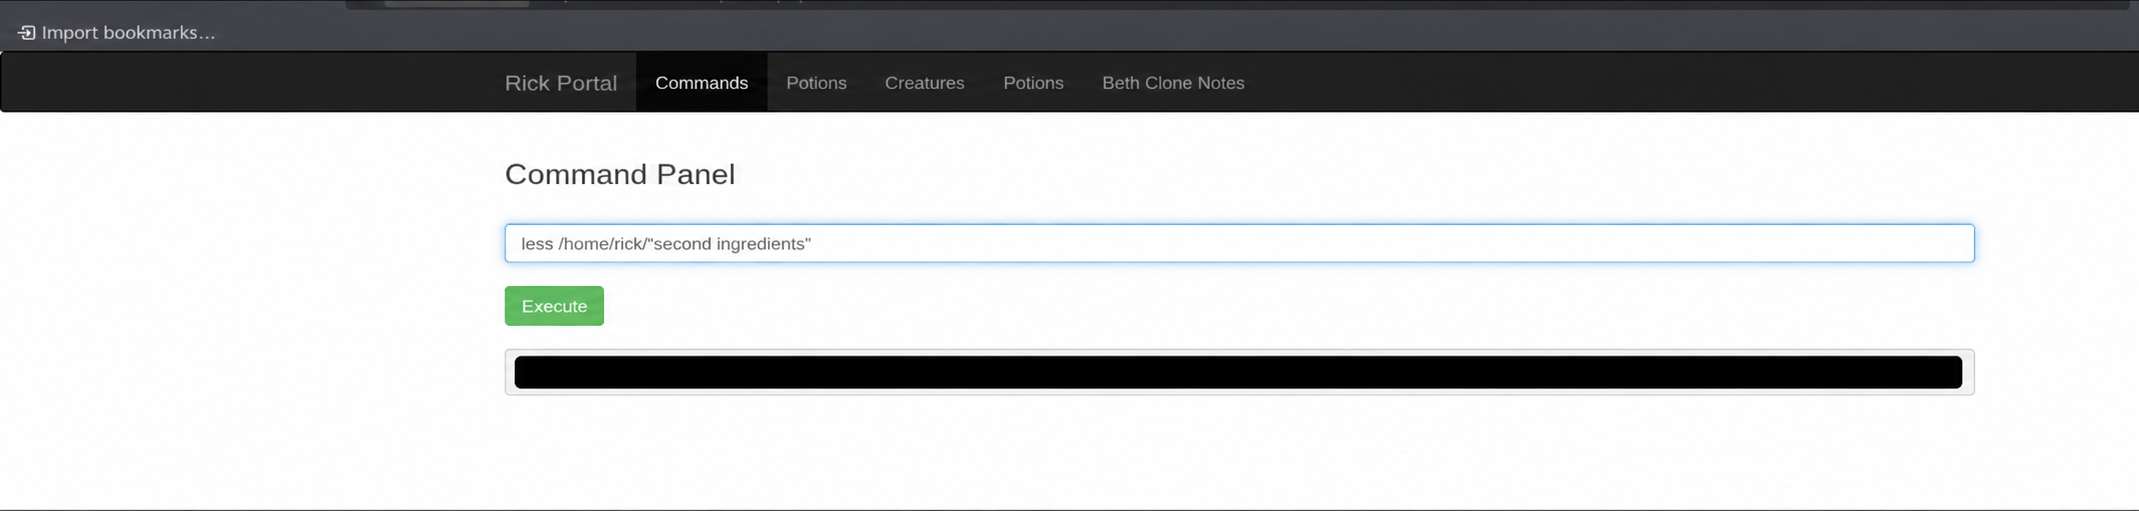 Import bookmarks...
Rick Portal Commands Potions Creatures Potions Beth Clone Notes
Command Panel
less /home/rick/"second ingredients"
Execute